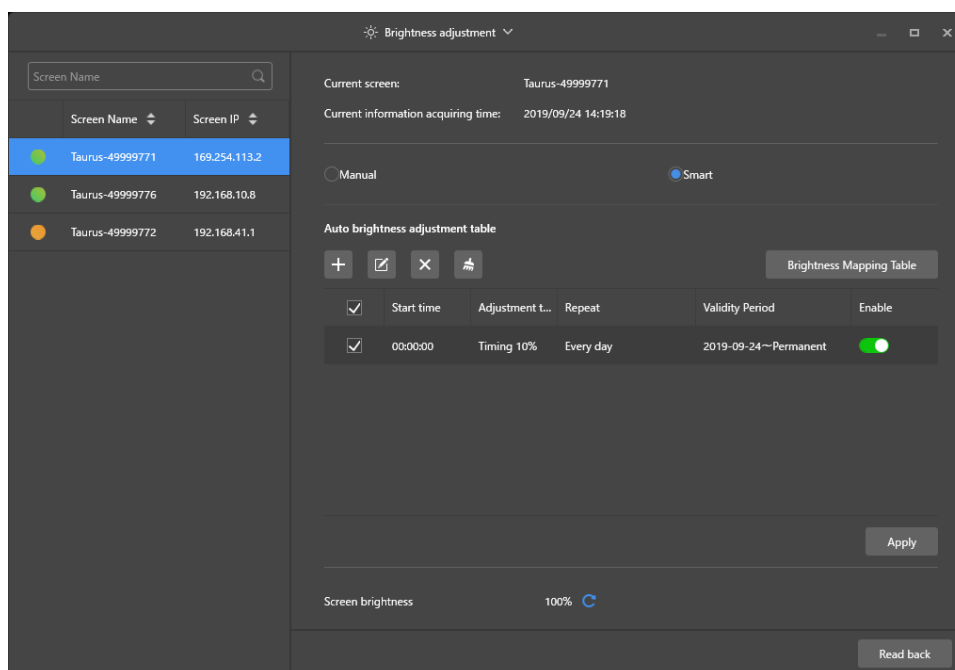 Brightness adjustment
Screen Name
Screen Name Screen IP
Taurus-49999771 169.254.113.2
Taurus-49999776 192.168.10.8
Taurus-49999772 192.168.41.1
Current screen: Taurus-49999771
Current information acquiring time: 2019/09/24 14:19:18
Manual Smart
Auto brightness adjustment table
Brightness Mapping Table
Start time Adjustment t... Repeat Validity Period Enable
00:00:00 Timing 10% Every day 2019-09-24~Permanent
Apply
Screen brightness 100%
Read back